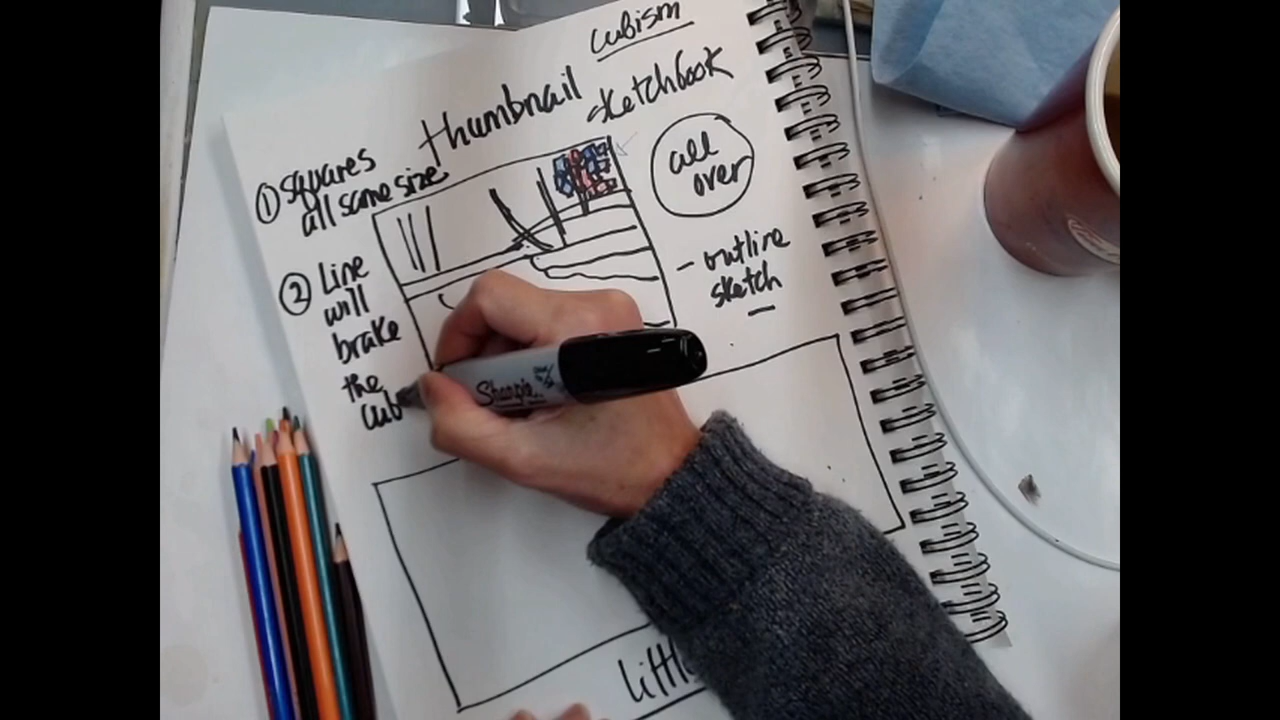 cubism
thumbnail sketchbook
① squares
all same size
all
over
② Line
will
brake
the
cub
- outline
sketch
Sharpie